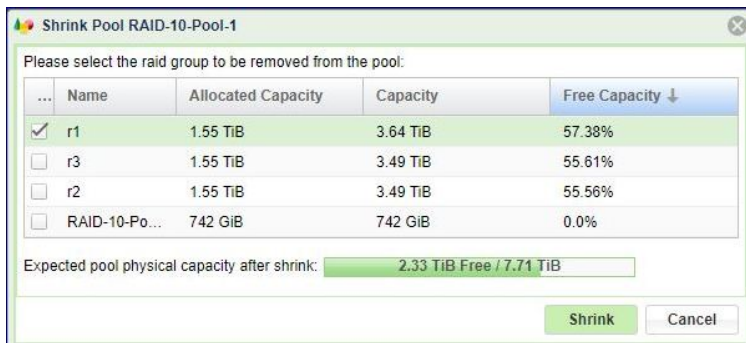 Shrink Pool RAID-10-Pool-1
Please select the raid group to be removed from the pool:
... Name Allocated Capacity Capacity Free Capacity ↓
r1 1.55 TiB 3.64 TiB 57.38%
r3 1.55 TiB 3.49 TiB 55.61%
r2 1.55 TiB 3.49 TiB 55.56%
RAID-10-Po... 742 GiB 742 GiB 0.0%
Expected pool physical capacity after shrink: 2.33 TiB Free / 7.71 TiB
Shrink Cancel